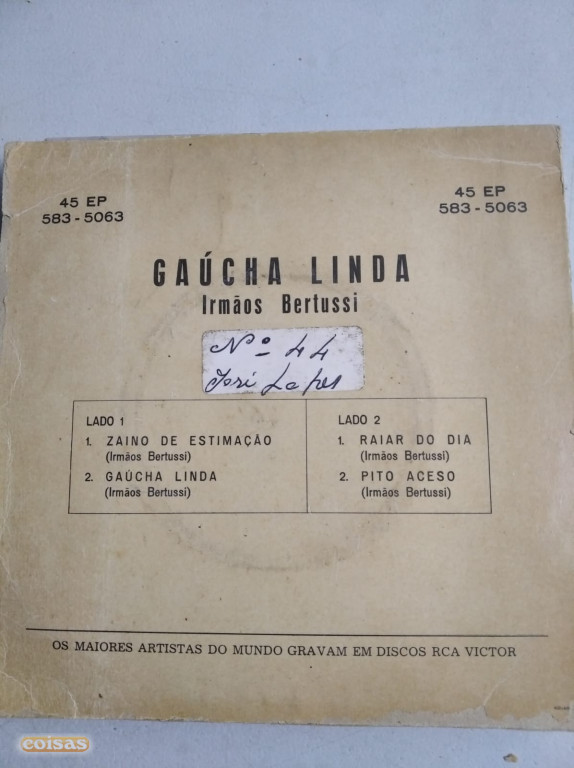 45 EP
583-5063
45 EP
583-5063
GAÚCHA LINDA
Irmãos Bertussi
Nº 44
LADO 1
1. ZAINO DE ESTIMAÇÃO
(Irmãos Bertussi)
2. GAÚCHA LINDA
(Irmãos Bertussi)
LADO 2
1. RAIAR DO DIA
(Irmãos Bertussi)
2. PITO ACESO
(Irmãos Bertussi)
OS MAIORES ARTISTAS DO MUNDO GRAVAM EM DISCOS RCA VICTOR
coisas